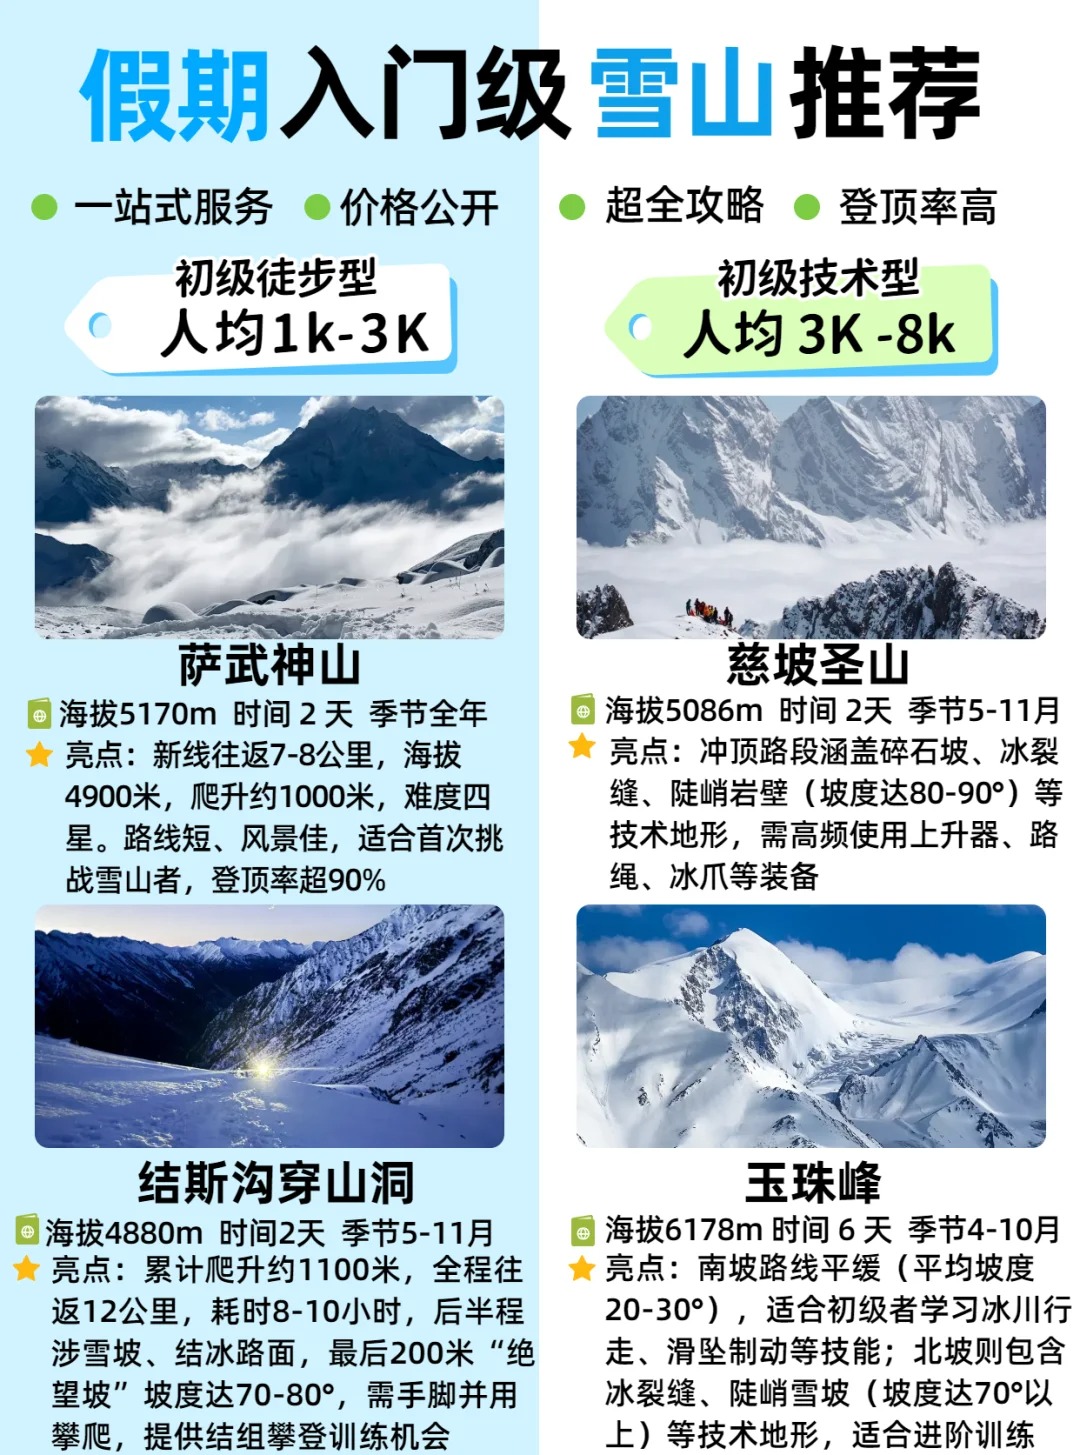 假期入门级雪山推荐
一站式服务 价格公开 超全攻略 登顶率高
初级徒步型
人均1k-3K
萨武神山
海拔5170m 时间 2 天 季节全年
亮点：新线往返7-8公里，海拔
4900米，爬升约1000米，难度四
星。路线短、风景佳，适合首次挑
战雪山者，登顶率超90%
结斯沟穿山洞
海拔4880m 时间2天 季节5-11月
亮点：累计爬升约1100米，全程往
返12公里，耗时8-10小时，后半程
涉雪坡、结冰路面，最后200米“绝
望坡”坡度达70-80°，需手脚并用
攀爬，提供结组攀登训练机会
初级技术型
人均 3K -8k
慈坡圣山
海拔5086m 时间 2天 季节5-11月
亮点：冲顶路段涵盖碎石坡、冰裂
缝、陡峭岩壁（坡度达80-90°）等
技术地形，需高频使用上升器、路
绳、冰爪等装备
玉珠峰
海拔6178m 时间 6 天 季节4-10月
亮点：南坡路线平缓（平均坡度
20-30°），适合初级者学习冰川行
走、滑坠制动等技能；北坡则包含
冰裂缝、陡峭雪坡（坡度达70°以
上）等技术地形，适合进阶训练